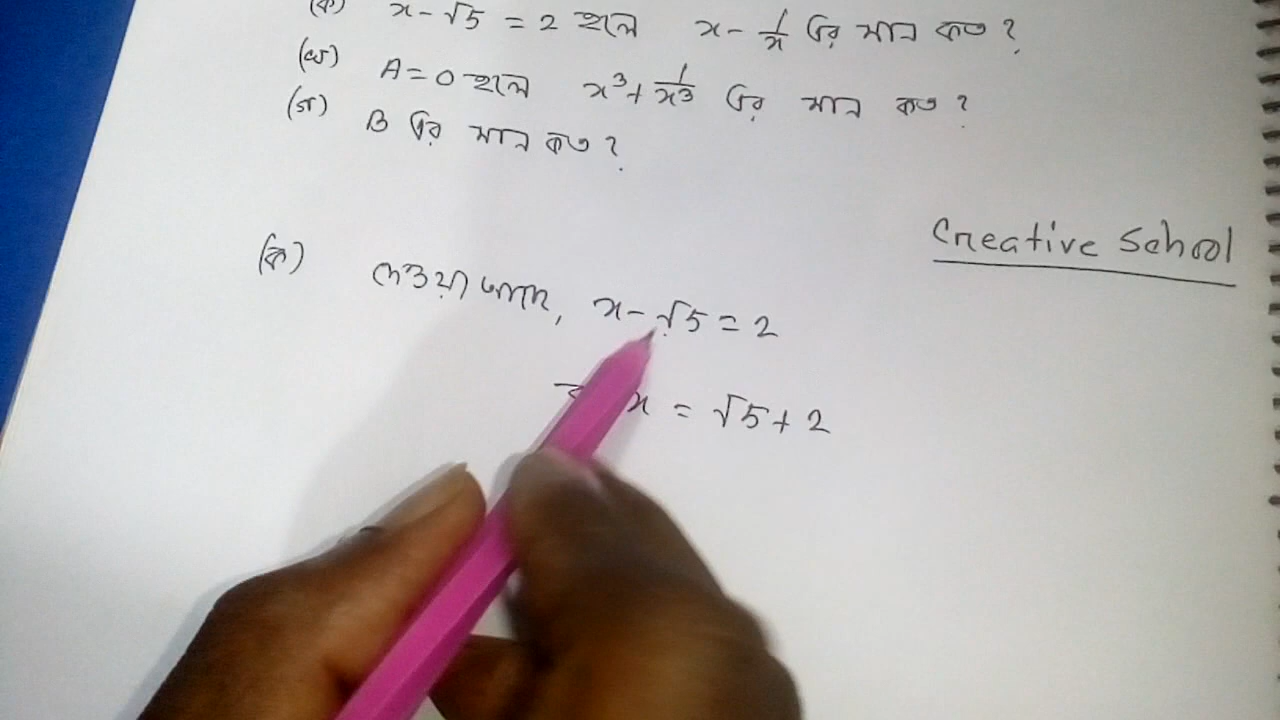 (ক) x - √5 = 2 হলে x - 1/x এর মান কত ?
(খ) A = 0 হলে x³ + 1/x³ এর মান কত ?
(গ) B এর মান কত ?
Creative School
(ক) দেওয়া আছে, x - √5 = 2
x = √5 + 2